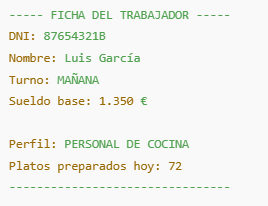 ----- FICHA DEL TRABAJADOR -----
DNI: 87654321B
Nombre: Luis García
Turno: MAÑANA
Sueldo base: 1.350 €

Perfil: PERSONAL DE COCINA
Platos preparados hoy: 72
--------------------------------